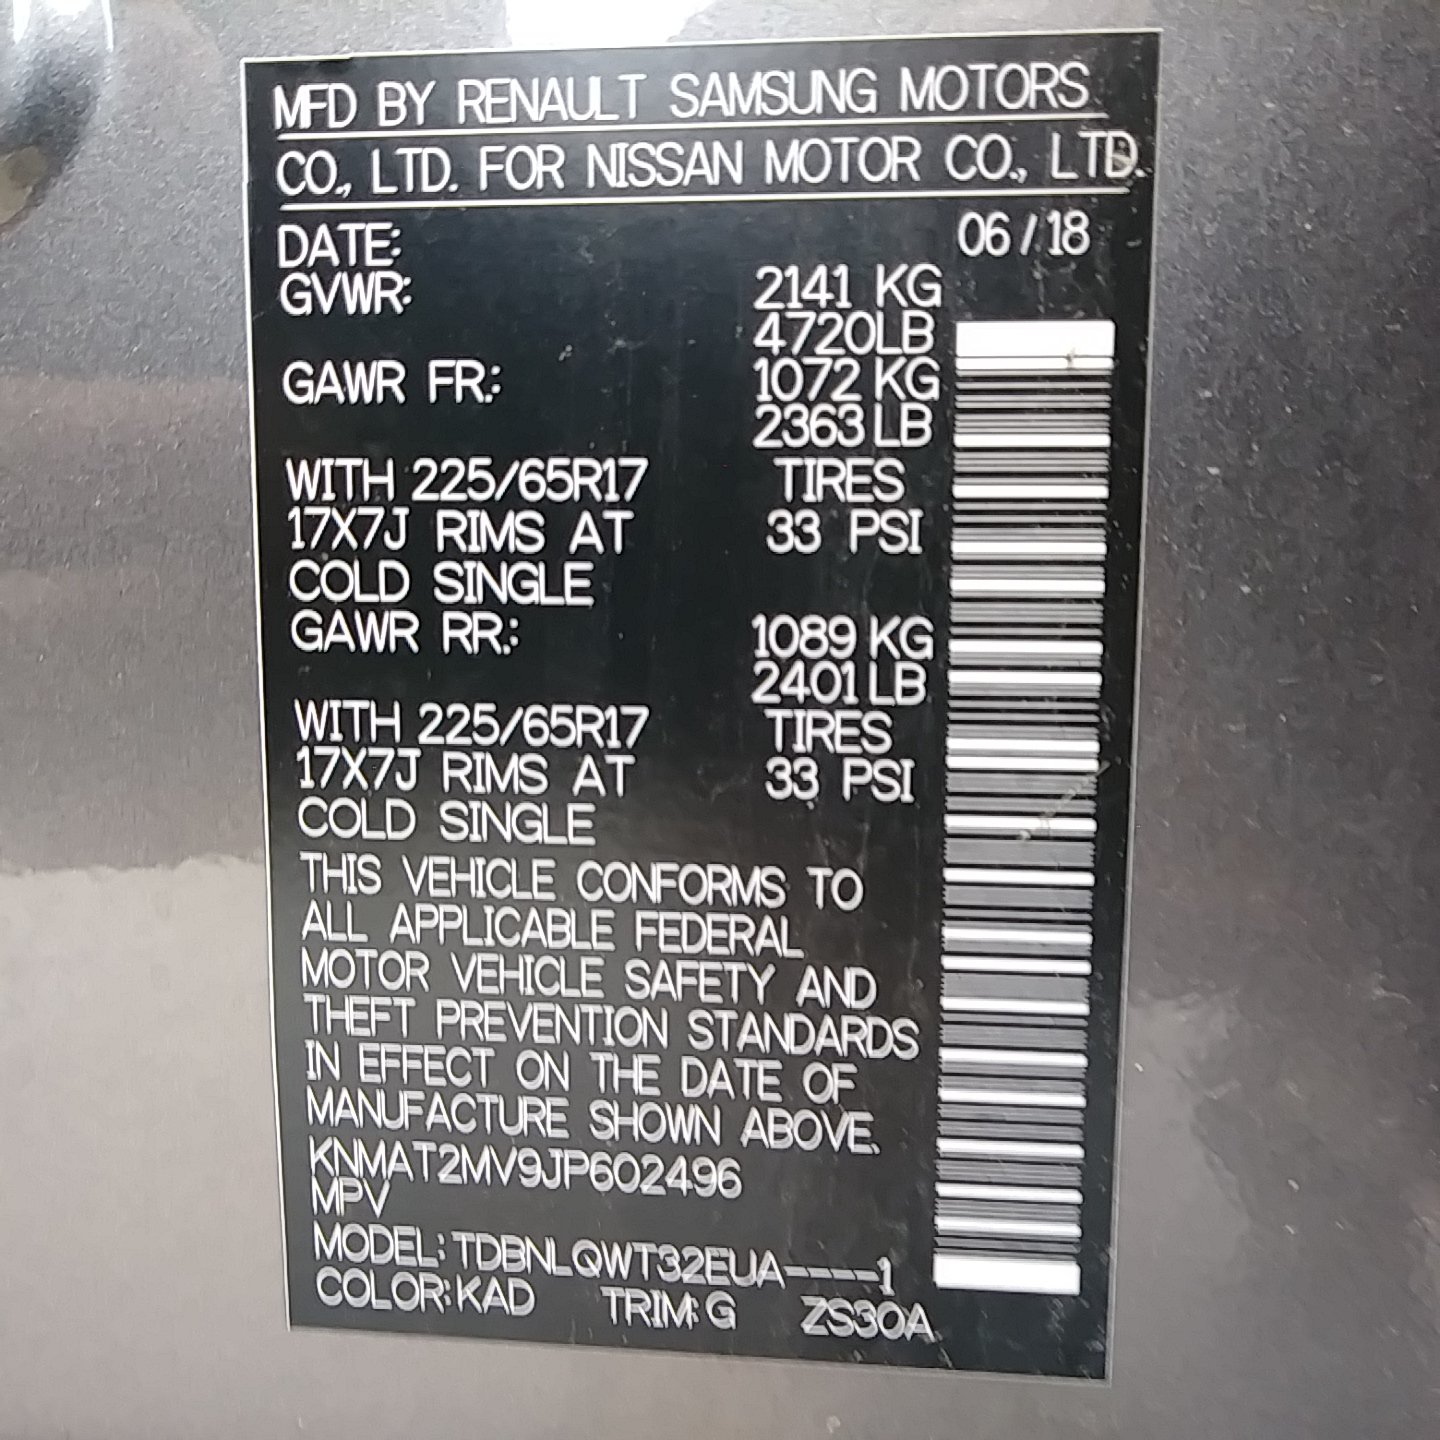 MFD BY RENAULT SAMSUNG MOTORS
CO., LTD. FOR NISSAN MOTOR CO., LTD.
DATE: 06 / 18
GVWR: 2141 KG
4720LB
GAWR FR.: 1072 KG
2363 LB
WITH 225/65R17 TIRES
17X7J RIMS AT 33 PSI
COLD SINGLE
GAWR RR.: 1089 KG
2401 LB
WITH 225/65R17 TIRES
17X7J RIMS AT 33 PSI
COLD SINGLE
THIS VEHICLE CONFORMS TO
ALL APPLICABLE FEDERAL
MOTOR VEHICLE SAFETY AND
THEFT PREVENTION STANDARDS
IN EFFECT ON THE DATE OF
MANUFACTURE SHOWN ABOVE.
KNMAT2MV9JP602496
MPV
MODEL: TDBNLQWT32EUA----1
COLOR: KAD TRIM: G ZS30A